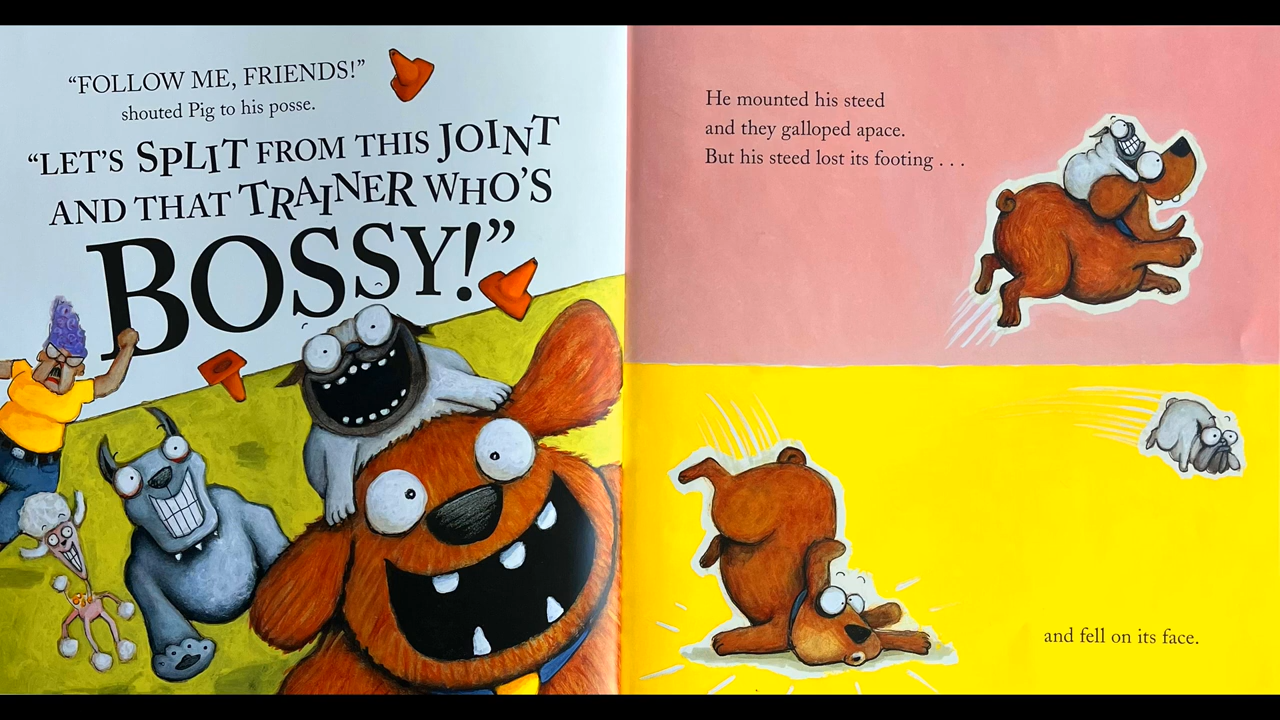 “FOLLOW ME, FRIENDS!”
shouted Pig to his posse.
“LET’S SPLIT FROM THIS JOINT
AND THAT TRAINER WHO’S
BOSSY!”
He mounted his steed
and they galloped apace.
But his steed lost its footing . . .
and fell on its face.